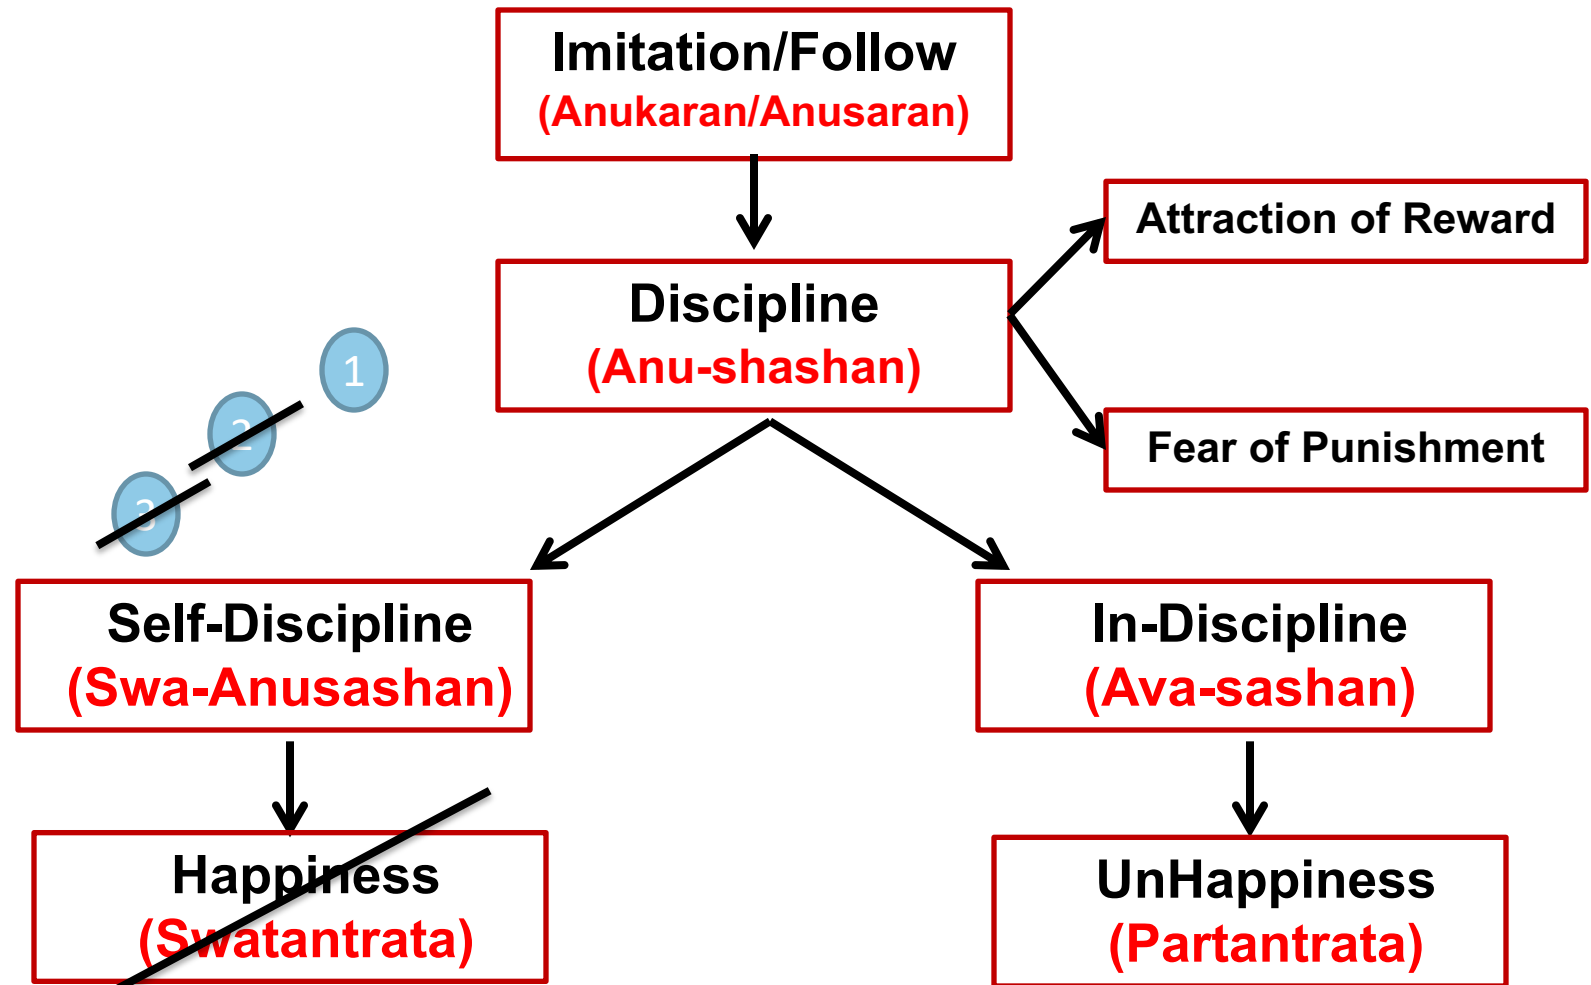 Imitation/Follow
(Anukaran/Anusaran)
Attraction of Reward
Discipline
(Anu-shashan)
1
2
3
Fear of Punishment
Self-Discipline
(Swa-Anusashan)
In-Discipline
(Ava-sashan)
Happiness
(Swatantrata)
UnHappiness
(Partantrata)